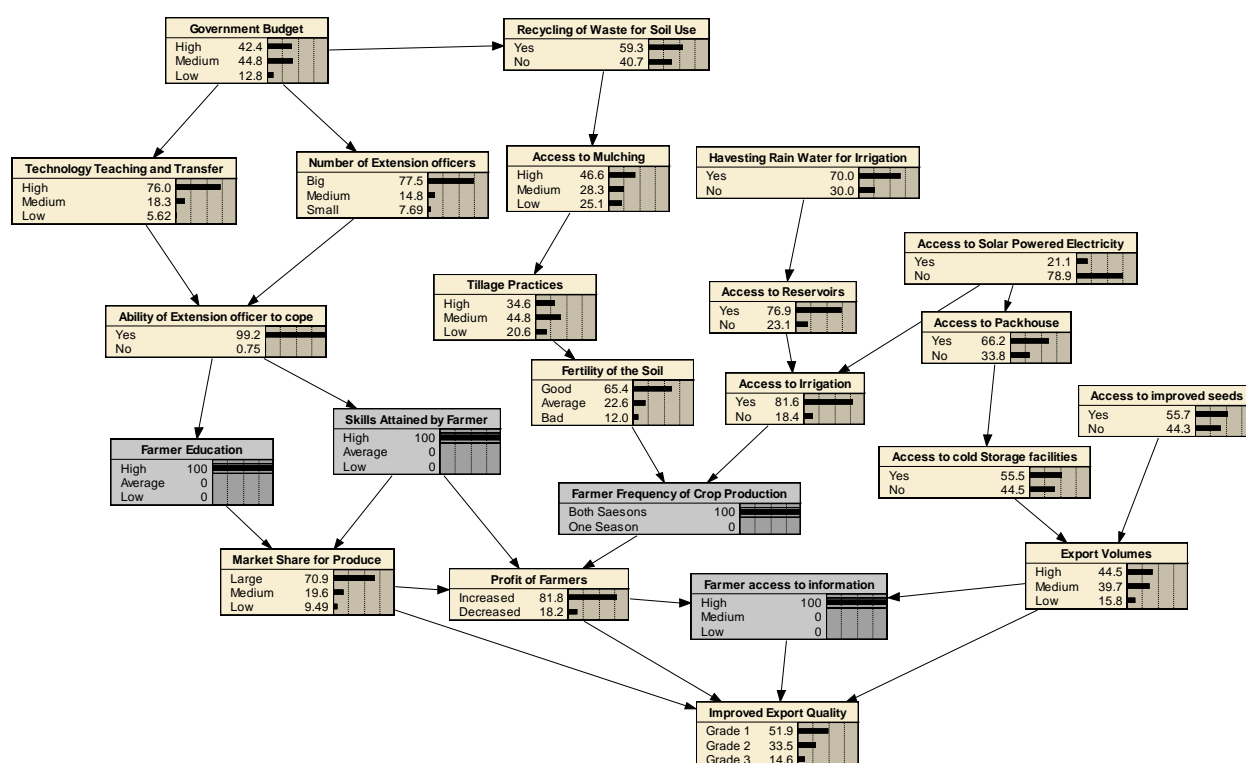 Government Budget
High 42.4
Medium 44.8
Low 12.8
Recycling of Waste for Soil Use
Yes 59.3
No 40.7
Technology Teaching and Transfer
High 76.0
Medium 18.3
Low 5.62
Number of Extension officers
Big 77.5
Medium 14.8
Small 7.69
Access to Mulching
High 46.6
Medium 28.3
Low 25.1
Havesting Rain Water for Irrigation
Yes 70.0
No 30.0
Access to Solar Powered Electricity
Yes 21.1
No 78.9
Ability of Extension officer to cope
Yes 99.2
No 0.75
Tillage Practices
High 34.6
Medium 44.8
Low 20.6
Access to Reservoirs
Yes 76.9
No 23.1
Access to Packhouse
Yes 66.2
No 33.8
Fertility of the Soil
Good 65.4
Average 22.6
Bad 12.0
Access to Irrigation
Yes 81.6
No 18.4
Access to improved seeds
Yes 55.7
No 44.3
Farmer Education
High 100
Average 0
Low 0
Skills Attained by Farmer
High 100
Average 0
Low 0
Access to cold Storage facilities
Yes 55.5
No 44.5
Farmer Frequency of Crop Production
Both Saesons 100
One Season 0
Market Share for Produce
Large 70.9
Medium 19.6
Low 9.49
Profit of Farmers
Increased 81.8
Decreased 18.2
Farmer access to information
High 100
Medium 0
Low 0
Export Volumes
High 44.5
Medium 39.7
Low 15.8
Improved Export Quality
Grade 1 51.9
Grade 2 33.5
Grade 3 14.6